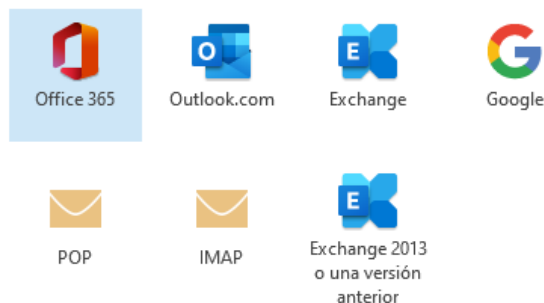 Office 365
Outlook.com
Exchange
Google
POP
IMAP
Exchange 2013
o una versión
anterior